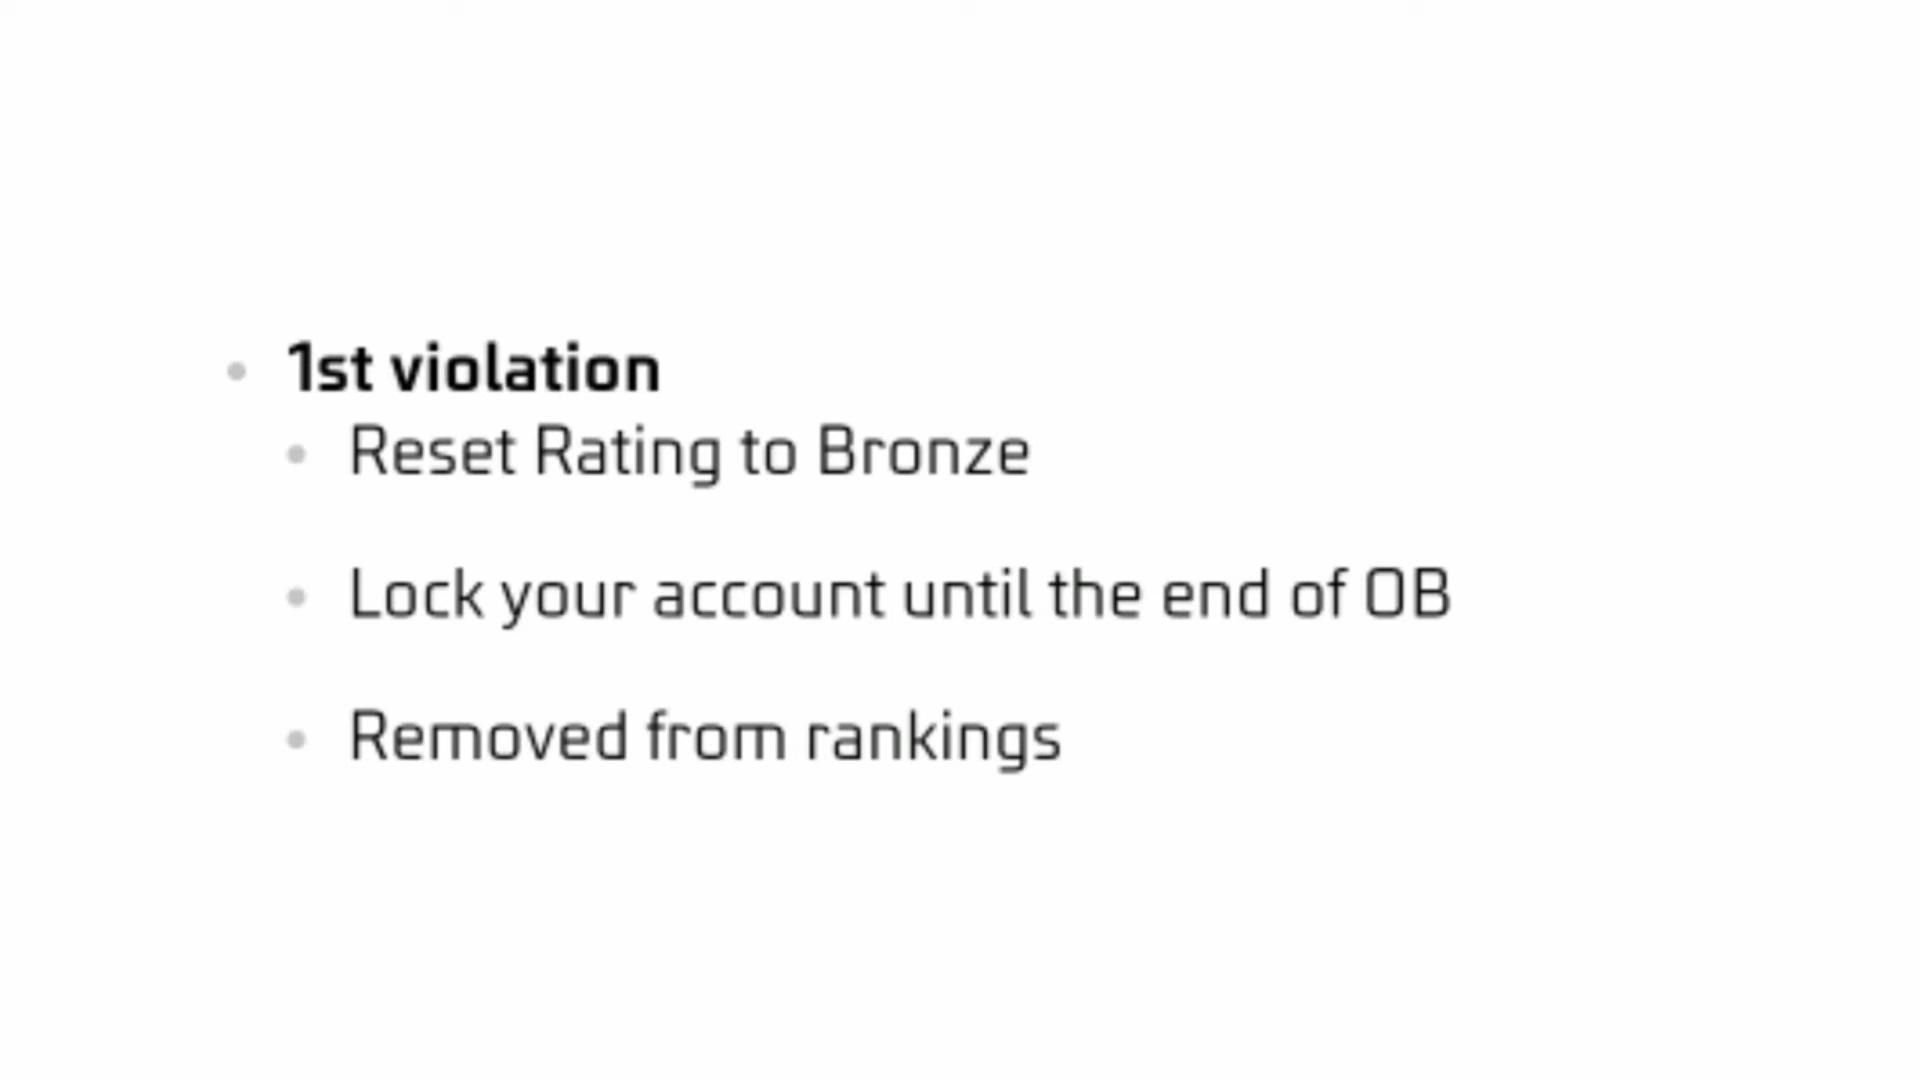 1st violation
Reset Rating to Bronze
Lock your account until the end of OB
Removed from rankings